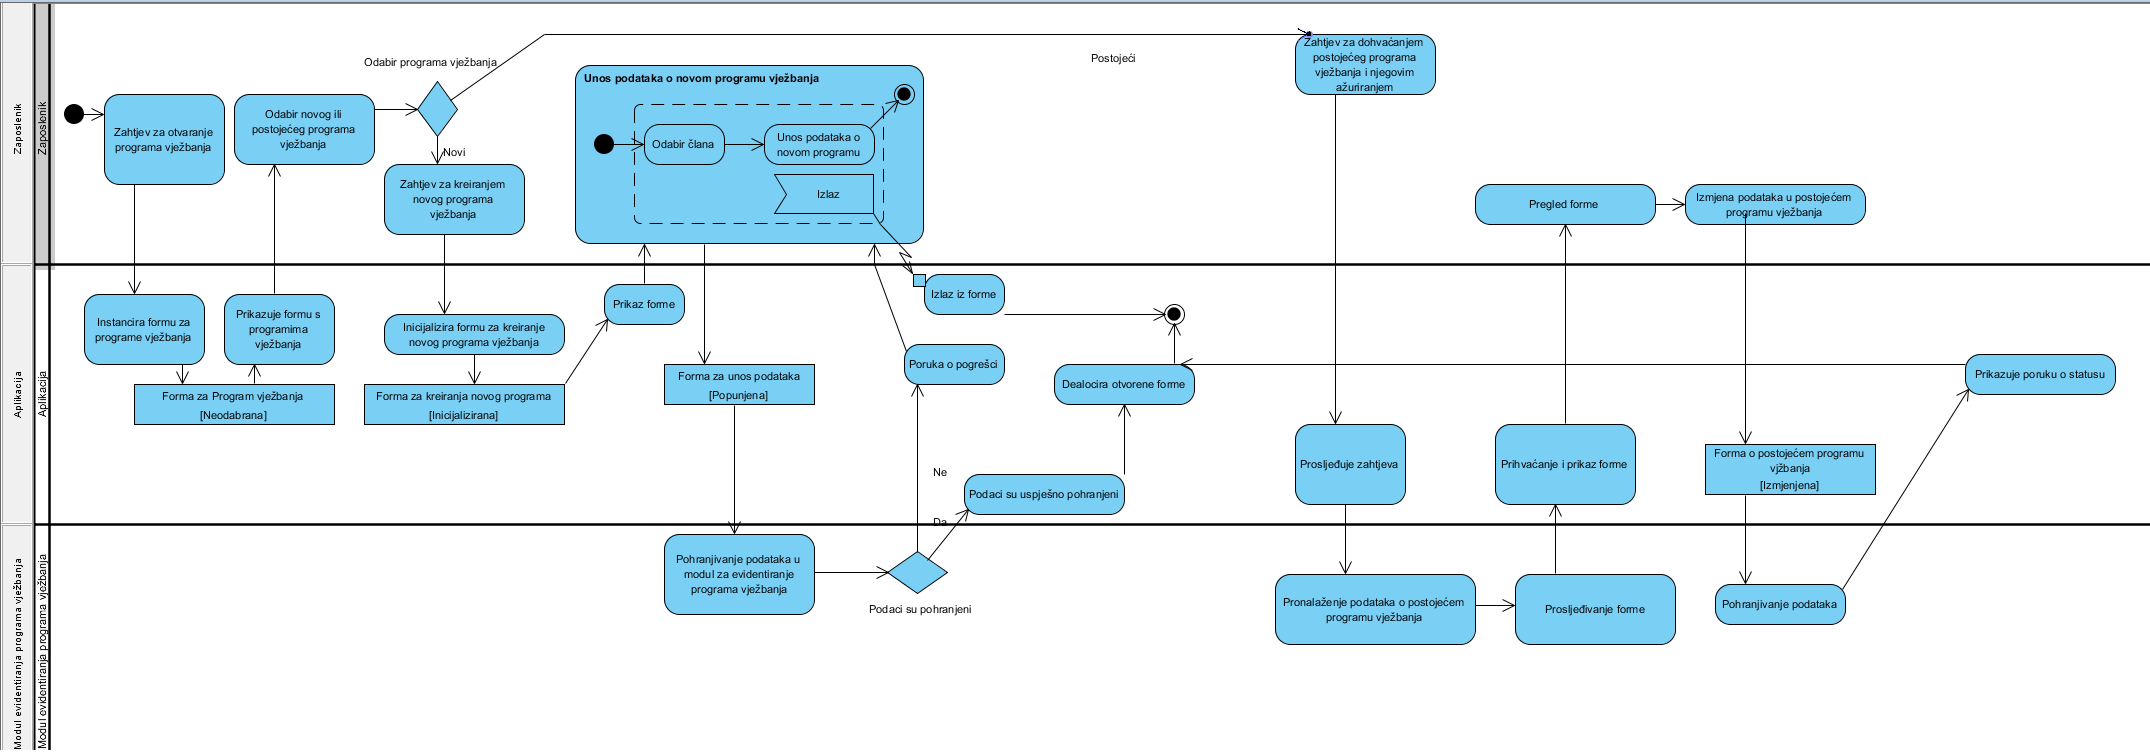 Zaposlenik
Zaposlenik
Zahtjev za otvaranje
programa vježbanja
Odabir novog ili
postojećeg programa
vježbanja
Odabir programa vježbanja
Novi
Zahtjev za kreiranjem
novog programa
vježbanja
Unos podataka o novom programu vježbanja
Odabir člana
Unos podataka o
novom programu
Izlaz
Postojeći
Zahtjev za dohvaćanjem
postojećeg programa
vježbanja i njegovim
ažuriranjem
Pregled forme
Izmjena podataka u postojećem
programu vježbanja
Aplikacija
Aplikacija
Instancira formu za
programe vježbanja
Prikazuje formu s
programima
vježbanja
Forma za Program vježbanja
[Neodabrana]
Inicijalizira formu za kreiranje
novog programa vježbanja
Forma za kreiranja novog programa
[Inicijalizirana]
Prikaz forme
Forma za unos podataka
[Popunjena]
Izlaz iz forme
Poruka o pogrešci
Dealocira otvorene forme
Ne
Da
Podaci su uspješno pohranjeni
Prosljeđuje zahtjeva
Prihvaćanje i prikaz forme
Forma o postojećem programu
vjžbanja
[Izmjenjena]
Prikazuje poruku o statusu
Modul evidentiranja programa vježbanja
Modul evidentiranja programa vježbanja
Pohranjivanje podataka u
modul za evidentiranje
programa vježbanja
Podaci su pohranjeni
Pronalaženje podataka o postojećem
programu vježbanja
Prosljeđivanje forme
Pohranjivanje podataka